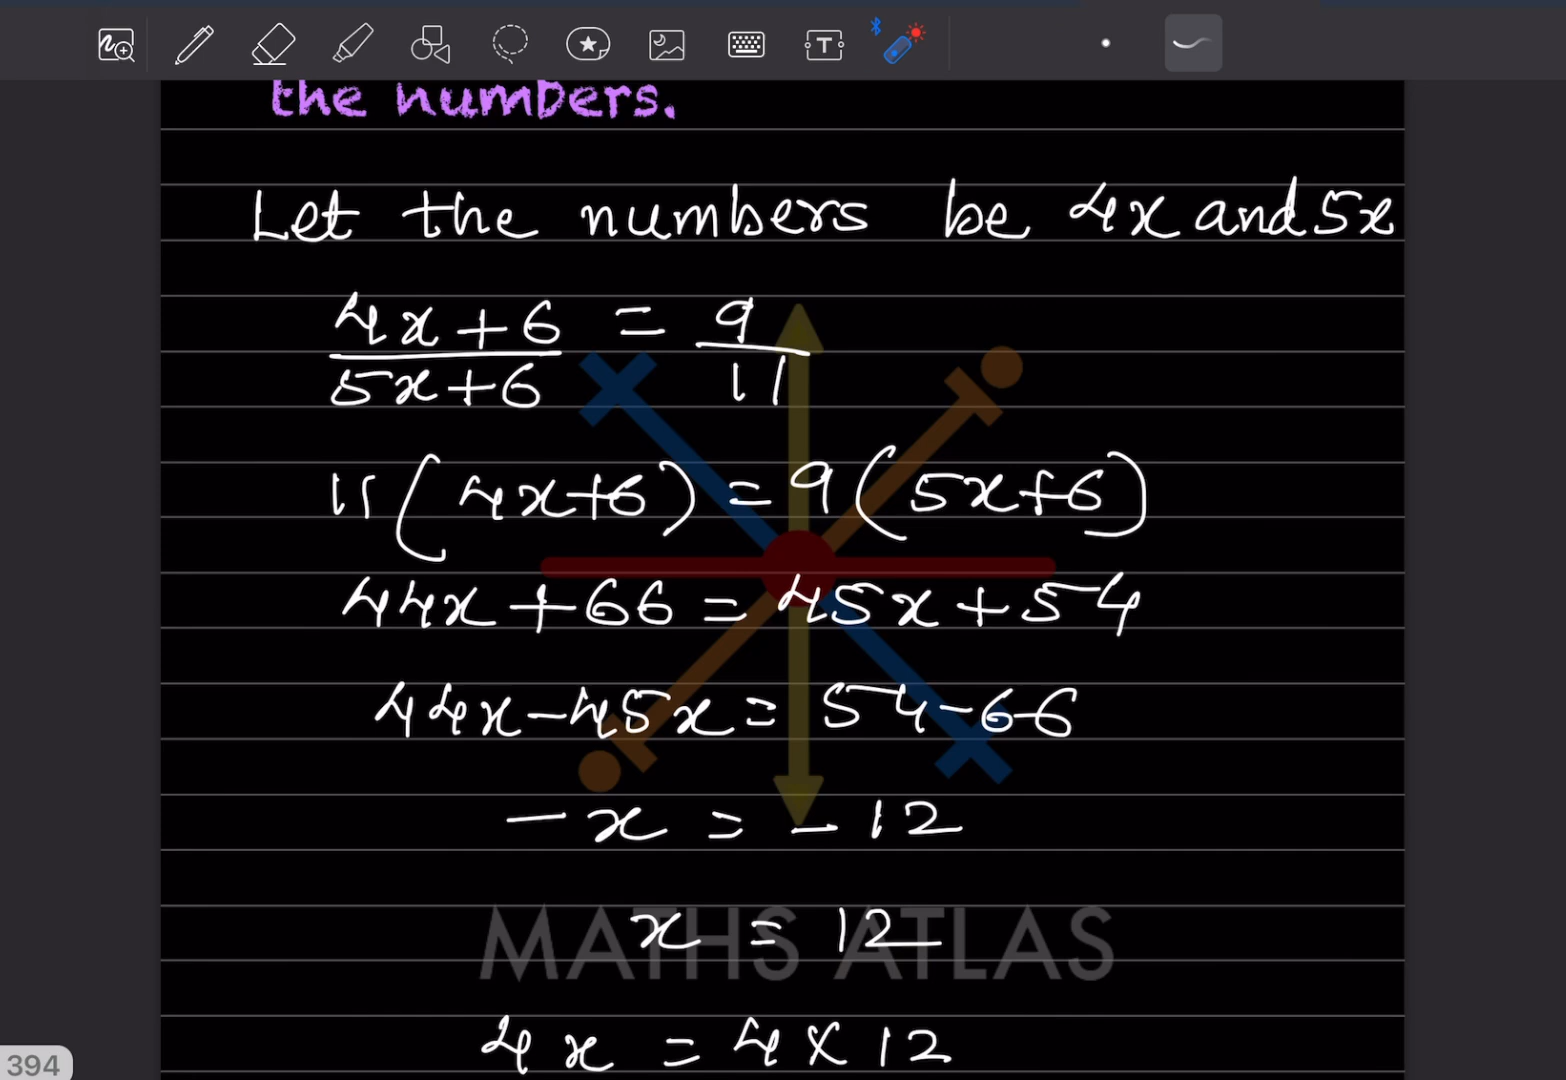 the numbers.
Let the numbers be 4x and 5x
4x+6 = 9
5x+6 11
11(4x+6) = 9(5x+6)
44x+66 = 45x+54
44x-45x = 54-66
-x = -12
x = 12
MATHS ATLAS
4x = 4 × 12
394